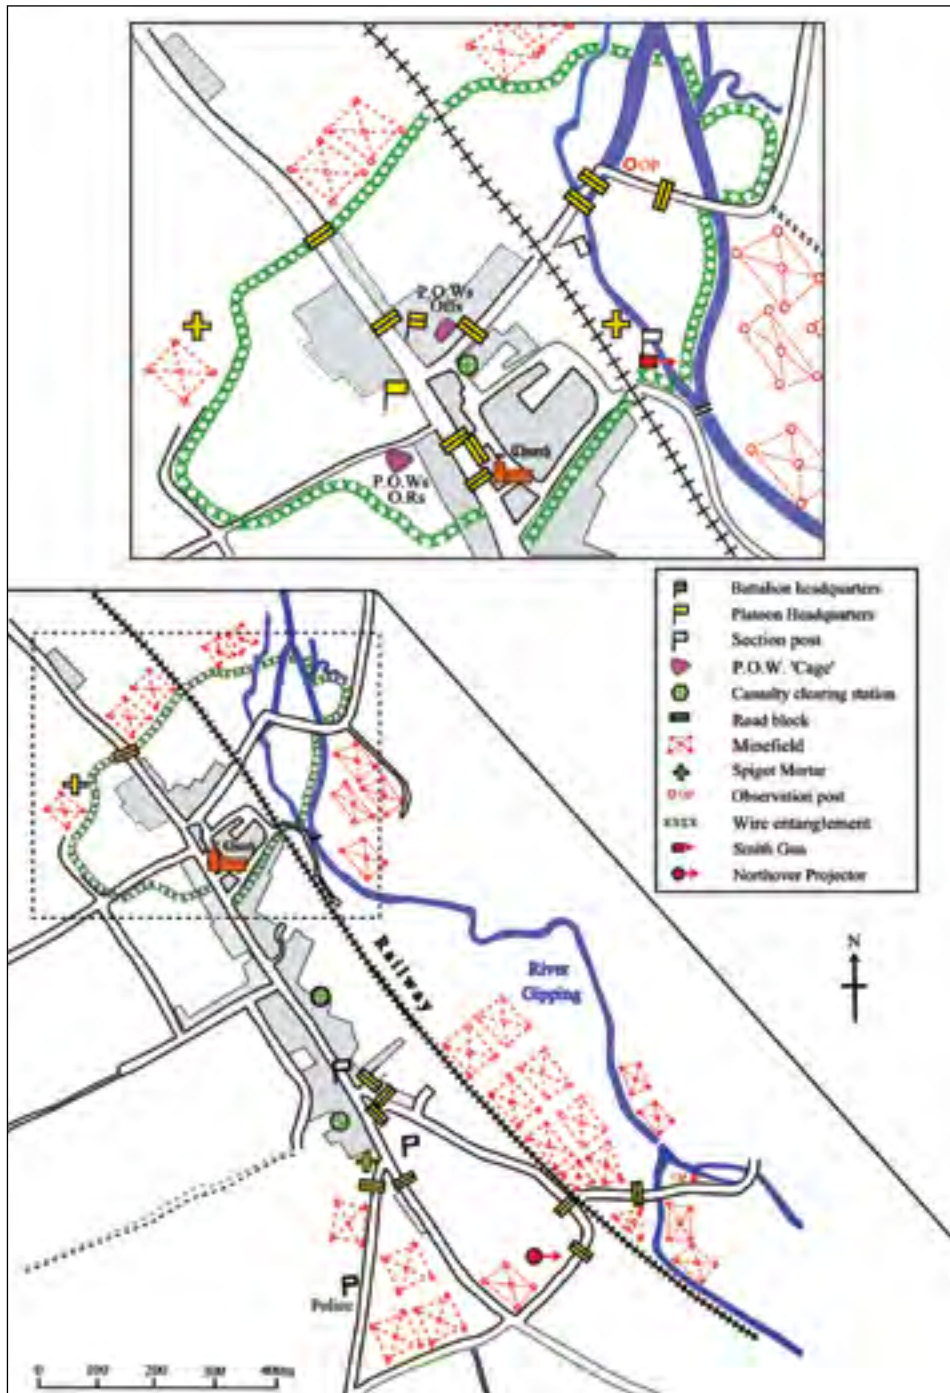 OP
P.O.Ws
Offs
(Church)
P.O.Ws
O.Rs
Battalion headquarters
Platoon Headquarters
Section post
P.O.W. 'Cage'
Casualty clearing station
Road block
Minefield
Spigot Mortar
OP
Observation post
Wire entanglement
Smith Gun
Northover Projector
(Church)
N
Railway
River
Gipping
Police
0 100 200 300 400m